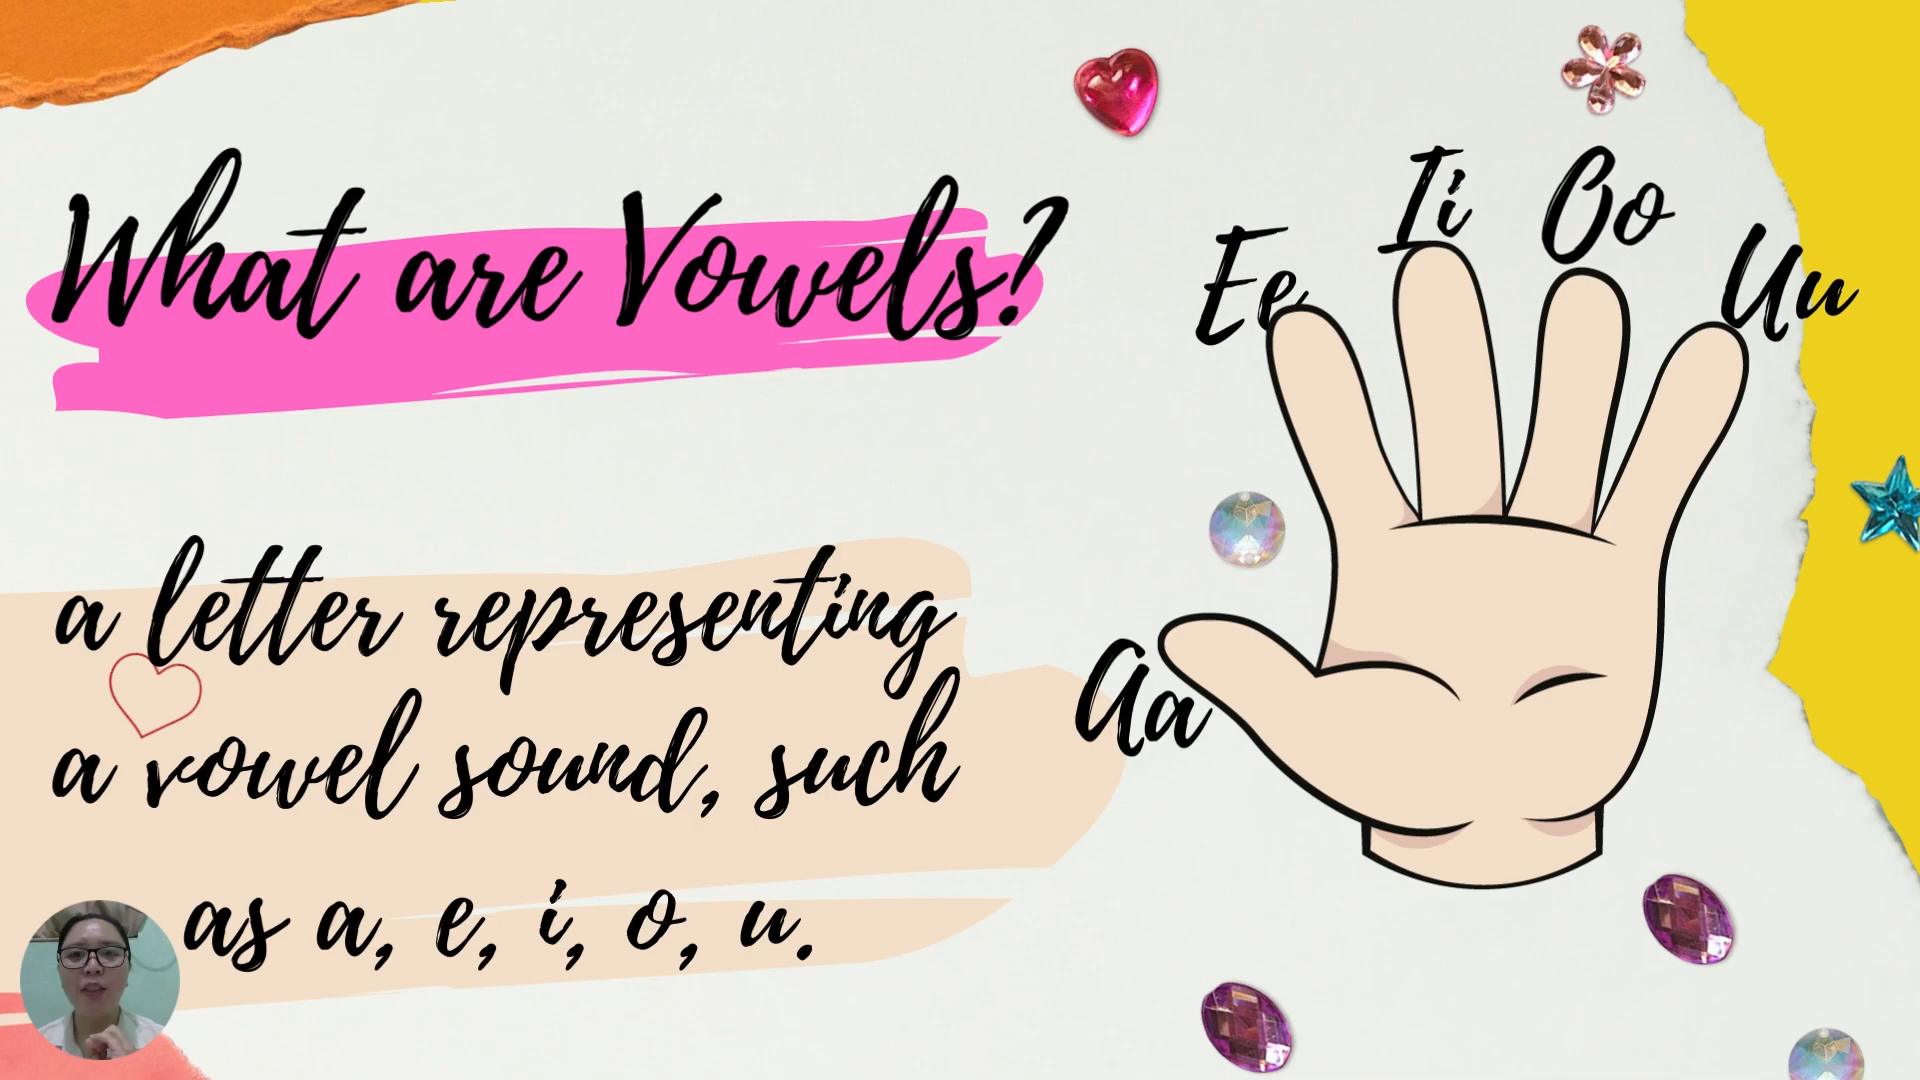 What are Vowels?
a letter representing
a vowel sound, such
as a, e, i, o, u.
Aa
Ee
Ii
Oo
Uu